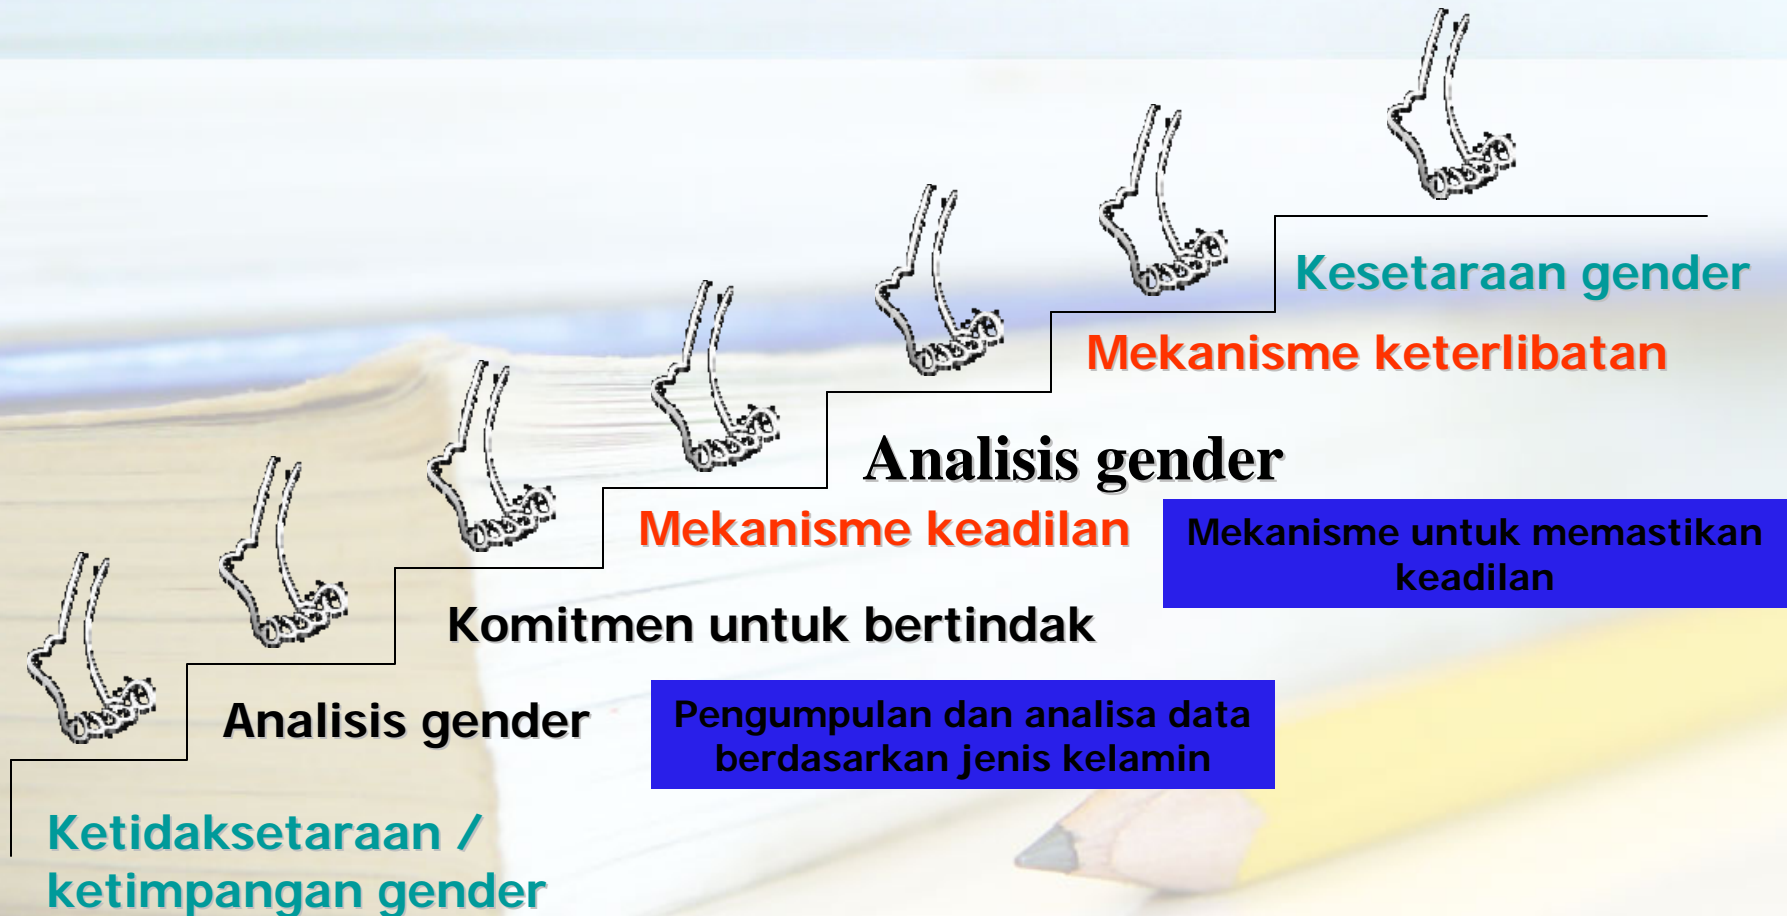 Kesetaraan gender
Mekanisme keterlibatan
Analisis gender
Mekanisme keadilan
Mekanisme untuk memastikan
keadilan
Komitmen untuk bertindak
Analisis gender
Pengumpulan dan analisa data
berdasarkan jenis kelamin
Ketidaksetaraan /
ketimpangan gender